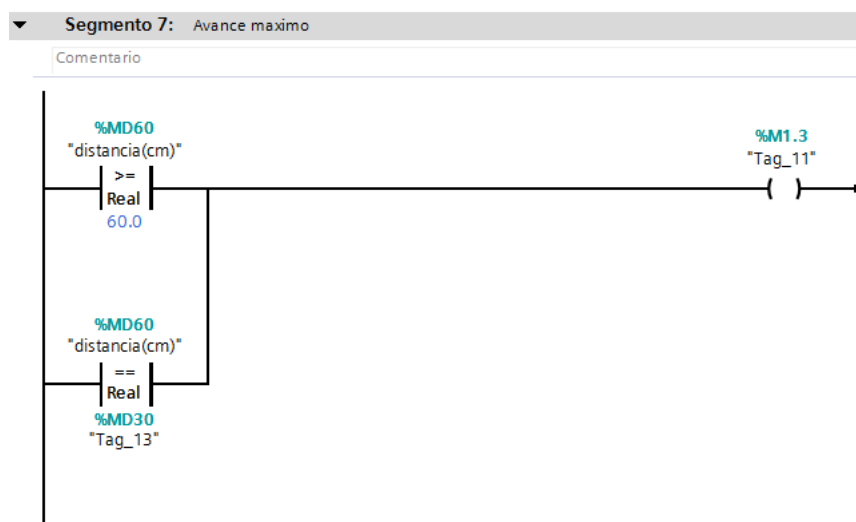 Segmento 7: Avance maximo
Comentario
%MD60
"distancia(cm)"
>=
Real
60.0
%M1.3
"Tag_11"
%MD60
"distancia(cm)"
==
Real
%MD30
"Tag_13"